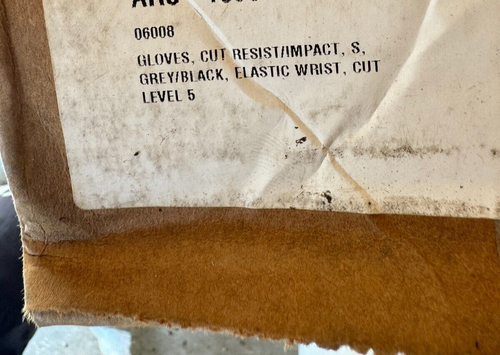 06008
GLOVES, CUT RESIST/IMPACT, S,
GREY/BLACK, ELASTIC WRIST, CUT
LEVEL 5